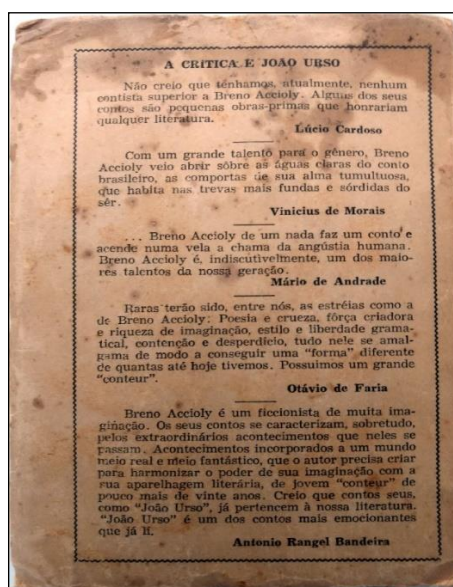 A CRÍTICA E JOÃO URSO
Não creio que tenhamos, atualmente, nenhum
contista superior a Breno Accioly. Alguns dos seus
contos são pequenas obras-primas que honrariam
qualquer literatura.
Lúcio Cardoso
Com um grande talento para o gênero, Breno
Accioly veio abrir sôbre as águas claras do conto
brasileiro, as comportas de sua alma tumultuosa,
que habita nas trevas mais fundas e sórdidas do
sêr.
Vinicius de Morais
... Breno Accioly de um nada faz um conto e
acende numa vela a chama da angústia humana.
Breno Accioly é, indiscutivelmente, um dos maio-
res talentos da nossa geração.
Mário de Andrade
Raras terão sido, entre nós, as estréias como a
de Breno Accioly. Poesia e crueza, fôrça criadora
e riqueza de imaginação, estilo e liberdade grama-
tical, contenção e desperdício, tudo nele se amal-
gama de modo a conseguir uma "forma" diferente
de quantas até hoje tivemos. Possuimos um grande
"conteur".
Otávio de Faria
Breno Accioly é um ficcionista de muita ima-
ginação. Os seus contos se caracterizam, sobretudo,
pelos extraordinários acontecimentos que neles se
passam. Acontecimentos incorporados a um mundo
meio real e meio fantástico, que o autor precisa criar
para harmonizar o poder de sua imaginação com a
sua aparelhagem literária, de jovem "conteur" de
pouco mais de vinte anos. Creio que contos seus,
como "João Urso", já pertencem à nossa literatura.
"João Urso" é um dos contos mais emocionantes
que já li.
Antonio Rangel Bandeira